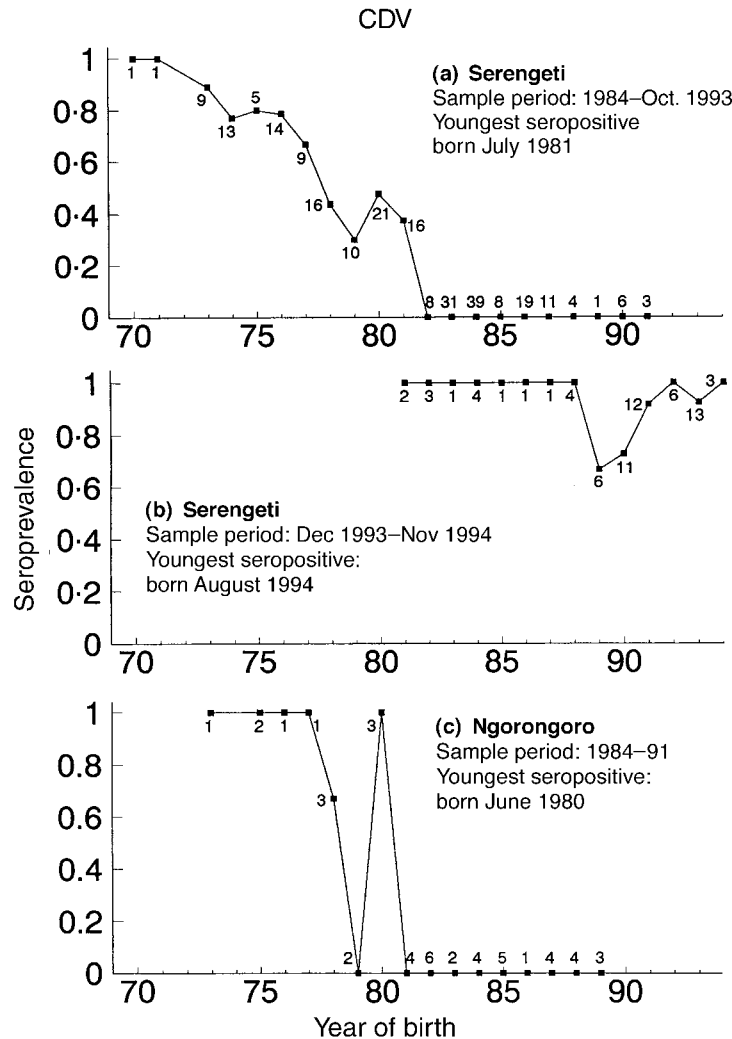 CDV
Seroprevalence
1
0·8
0·6
0·4
0·2
0
(a) Serengeti
Sample period: 1984–Oct. 1993
Youngest seropositive
born July 1981
1 1 9 13 5 14 9 16 10 21 16 8 31 39 8 19 11 4 1 6 3
70 75 80 85 90
1
0·8
0·6
0·4
0·2
0
2 3 1 4 1 1 1 4 6 11 12 6 13 3
(b) Serengeti
Sample period: Dec 1993–Nov 1994
Youngest seropositive:
born August 1994
70 75 80 85 90
1
0.8
0.6
0.4
0.2
0
(c) Ngorongoro
Sample period: 1984–91
Youngest seropositive:
born June 1980
1 2 1 1 3 2 3 4 6 2 4 5 1 4 4 3
70 75 80 85 90
Year of birth